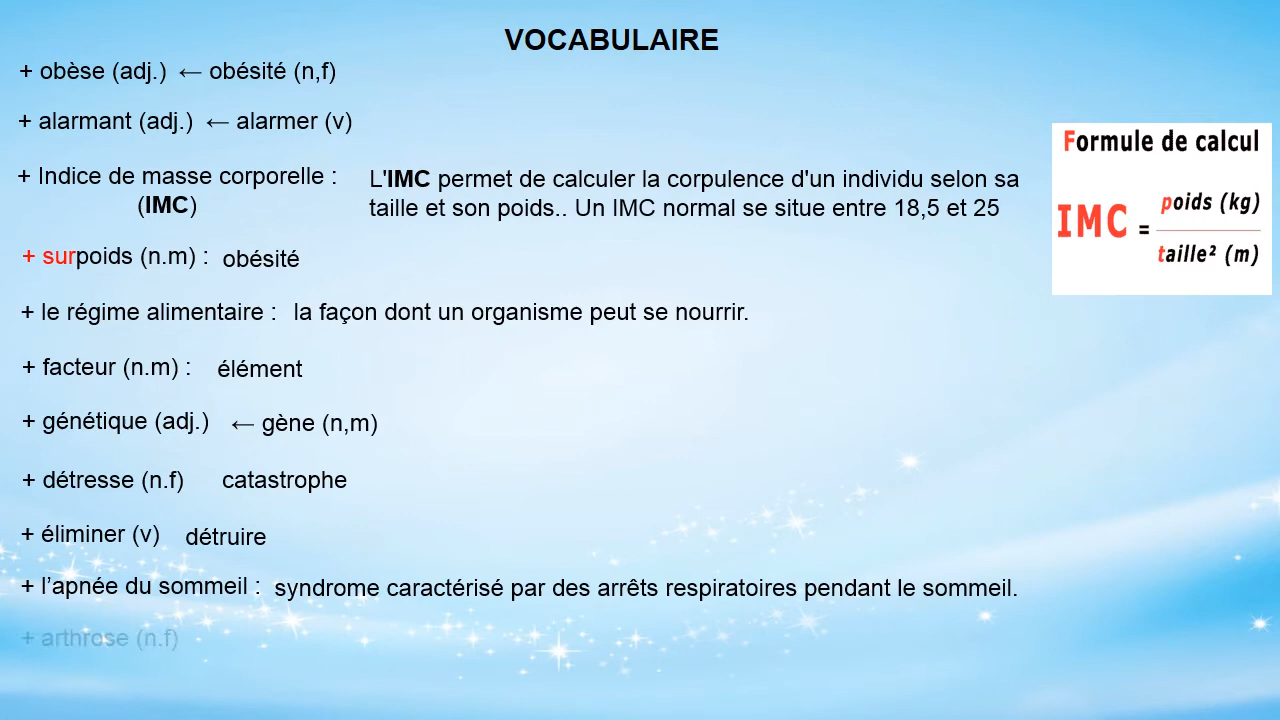 VOCABULAIRE
+ obèse (adj.) ← obésité (n,f)
+ alarmant (adj.) ← alarmer (v)
+ Indice de masse corporelle :
(IMC)
L'IMC permet de calculer la corpulence d'un individu selon sa
taille et son poids.. Un IMC normal se situe entre 18,5 et 25
Formule de calcul
IMC = poids (kg)
taille² (m)
+ surpoids (n.m) : obésité
+ le régime alimentaire : la façon dont un organisme peut se nourrir.
+ facteur (n.m) : élément
+ génétique (adj.) ← gène (n,m)
+ détresse (n.f) catastrophe
+ éliminer (v) détruire
+ l’apnée du sommeil : syndrome caractérisé par des arrêts respiratoires pendant le sommeil.
+ arthrose (n.f)